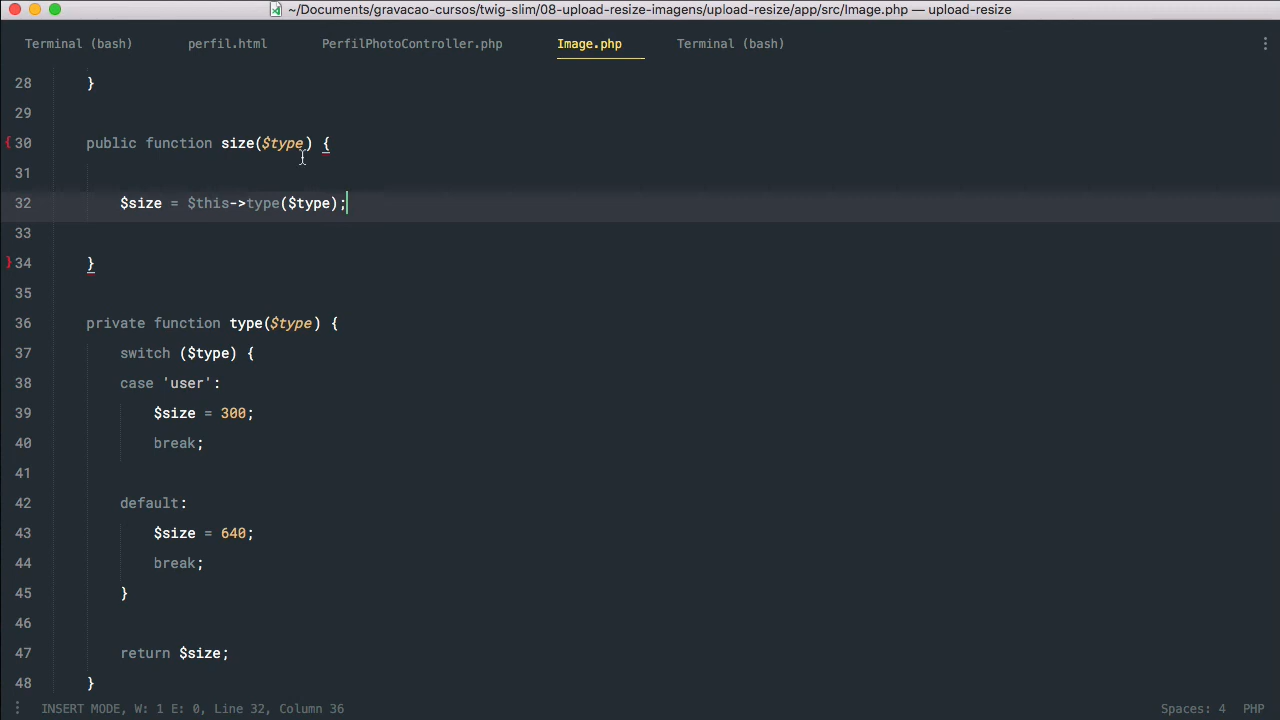 ~/Documents/gravacao-cursos/twig-slim/08-upload-resize-imagens/upload-resize/app/src/Image.php — upload-resize
Terminal (bash) perfil.html PerfilPhotoController.php Image.php Terminal (bash)
28 }
29
{ 30 public function size($type) {
31
32 $size = $this->type($type);
33
} 34 }
35
36 private function type($type) {
37 switch ($type) {
38 case 'user':
39 $size = 300;
40 break;
41
42 default:
43 $size = 640;
44 break;
45 }
46
47 return $size;
48 }
INSERT MODE, W: 1 E: 0, Line 32, Column 36 Spaces: 4 PHP